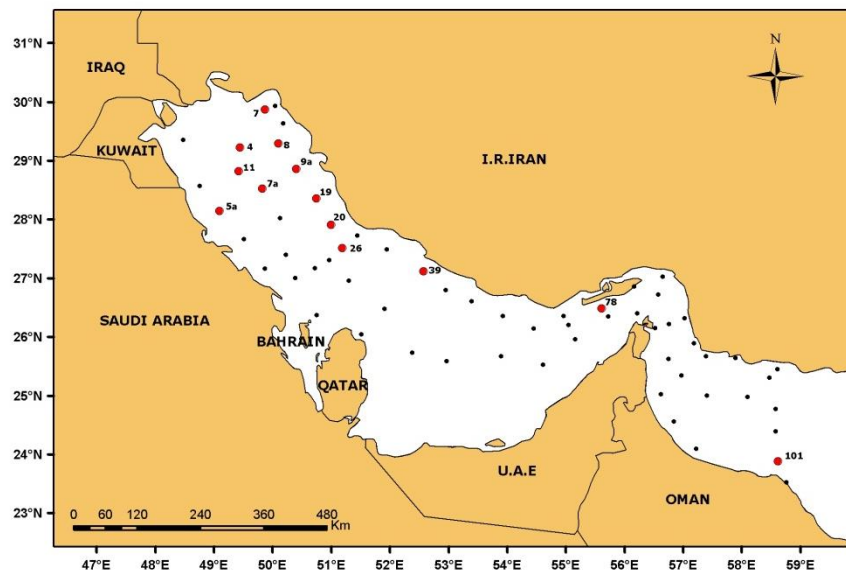 31°N
N
IRAQ
30°N
7
KUWAIT
29°N
4
8
9a
I.R.IRAN
11
7a
19
28°N
5a
20
26
27°N
39
78
26°N
SAUDI ARABIA
BAHRAIN
QATAR
25°N
24°N
U.A.E
101
OMAN
23°N
0 60 120 240 360 480
Km
47°E 48°E 49°E 50°E 51°E 52°E 53°E 54°E 55°E 56°E 57°E 58°E 59°E